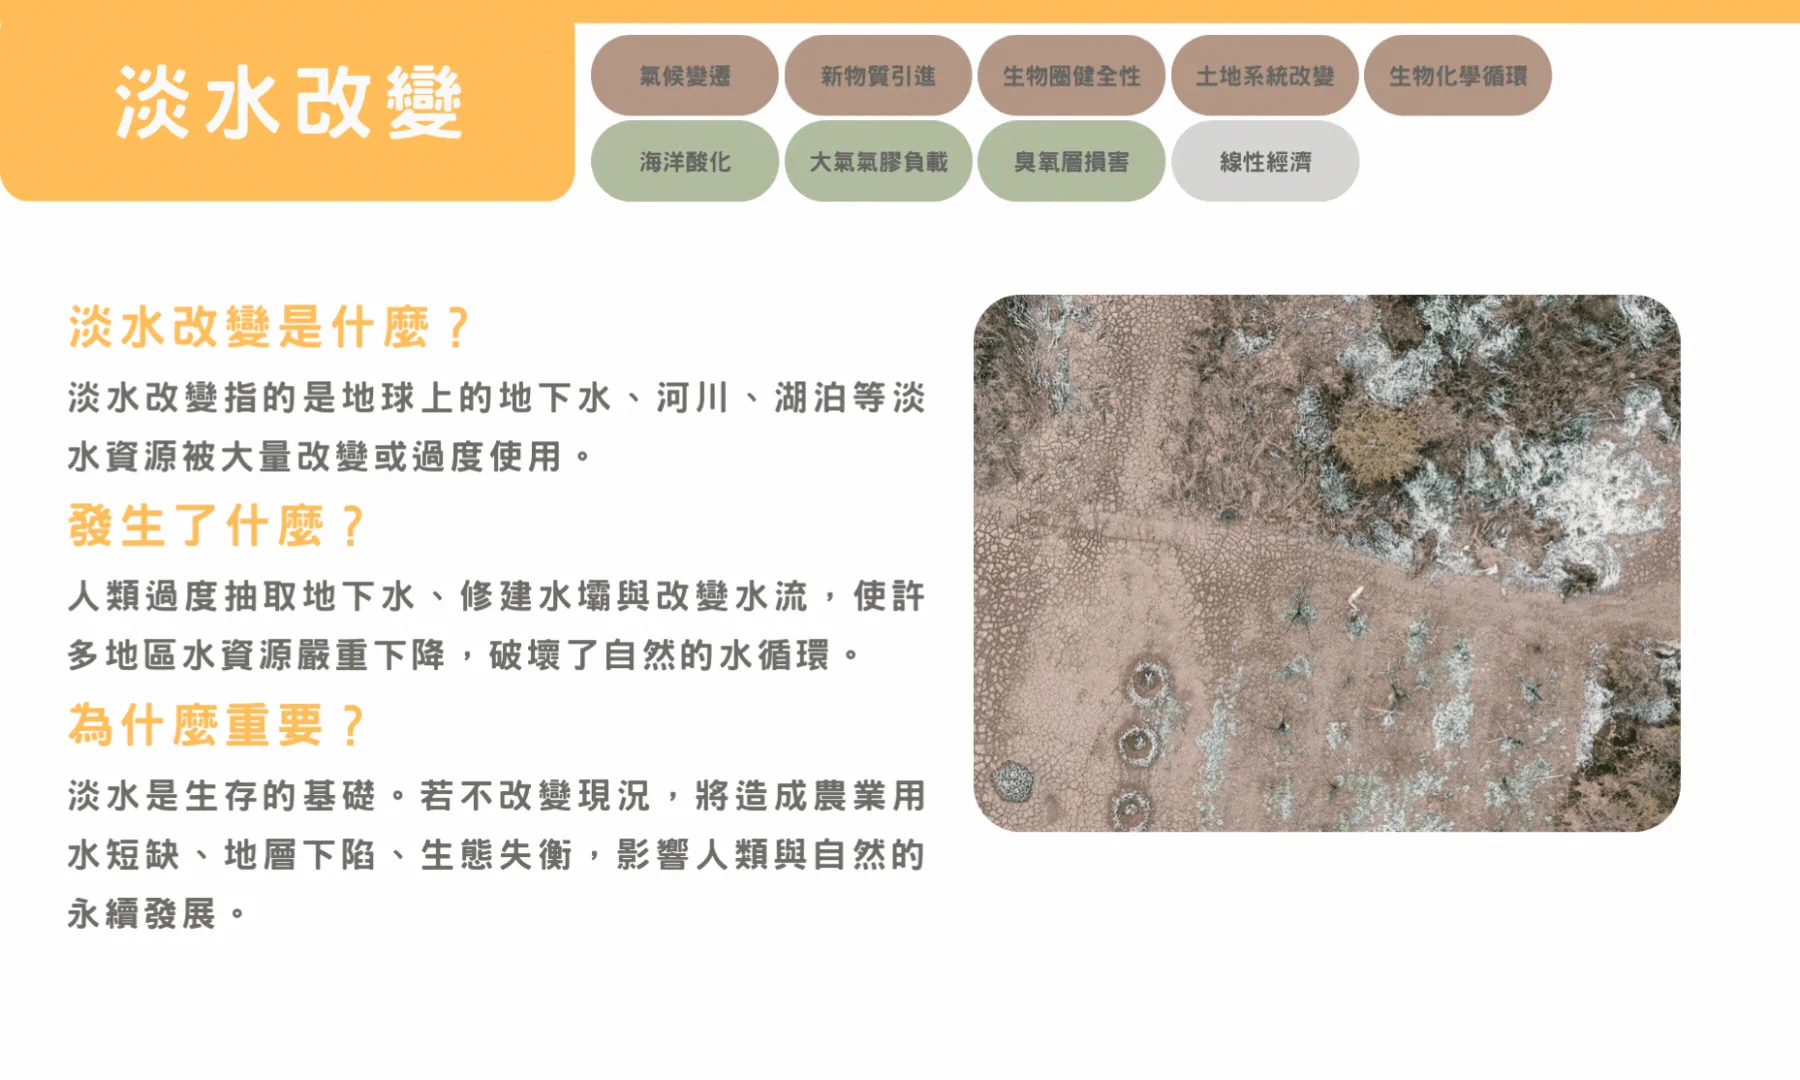 淡水改變
氣候變遷
新物質引進
生物圈健全性
土地系統改變
生物化學循環
海洋酸化
大氣氣膠負載
臭氧層損害
線性經濟
淡水改變是什麼？
淡水改變指的是地球上的地下水、河川、湖泊等淡
水資源被大量改變或過度使用。
發生了什麼？
人類過度抽取地下水、修建水壩與改變水流，使許
多地區水資源嚴重下降，破壞了自然的水循環。
為什麼重要？
淡水是生存的基礎。若不改變現況，將造成農業用
水短缺、地層下陷、生態失衡，影響人類與自然的
永續發展。